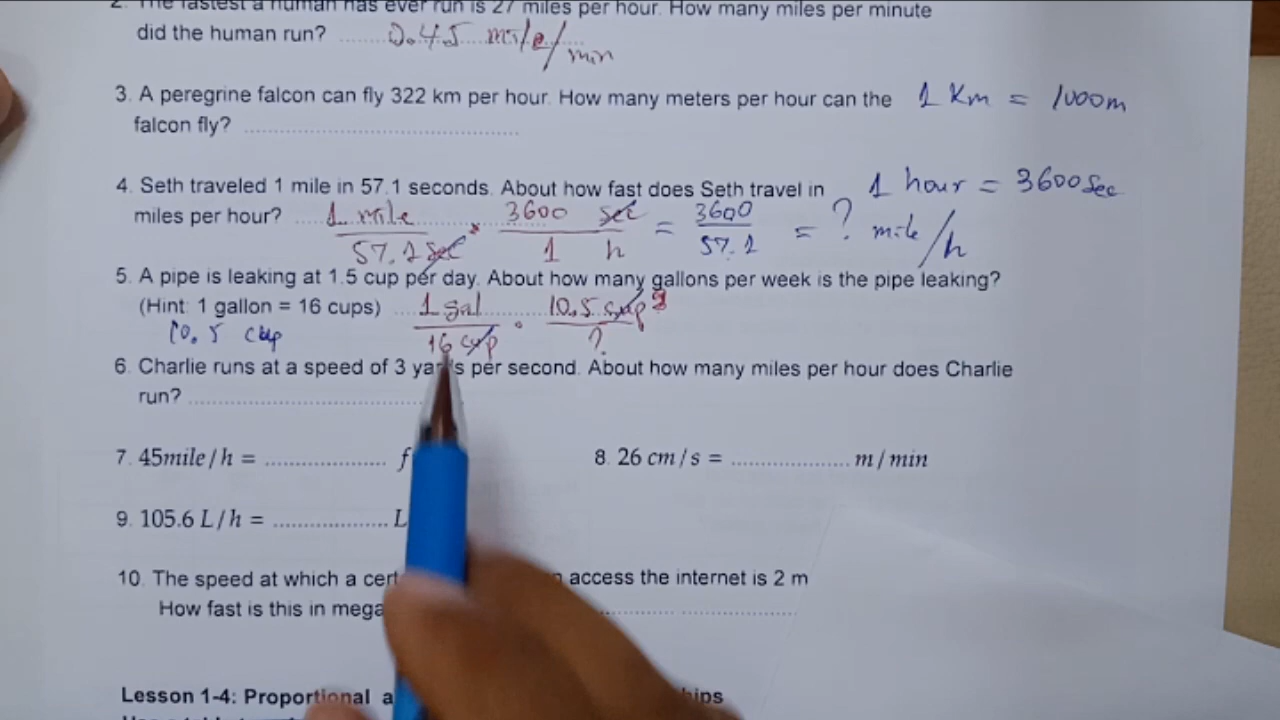 2. The fastest a human has ever run is 27 miles per hour. How many miles per minute
did the human run? 0.45 mile/min
3. A peregrine falcon can fly 322 km per hour. How many meters per hour can the 1 Km = 1000m
falcon fly?
4. Seth traveled 1 mile in 57.1 seconds. About how fast does Seth travel in 1 hour = 3600 Sec
miles per hour? 1 mile / 57.1 sec * 3600 sec / 1 h = 3600 / 57.1 = ? mile/h
5. A pipe is leaking at 1.5 cup per day. About how many gallons per week is the pipe leaking?
(Hint: 1 gallon = 16 cups) 1 gal / 16 cup · 10.5 cups / ?
10.5 cup
6. Charlie runs at a speed of 3 yards per second. About how many miles per hour does Charlie
run?
7. 45mile/h = f
8. 26 cm/s = m/min
9. 105.6 L/h = L
10. The speed at which a cert access the internet is 2 m
How fast is this in mega
Lesson 1-4: Proportional a hips